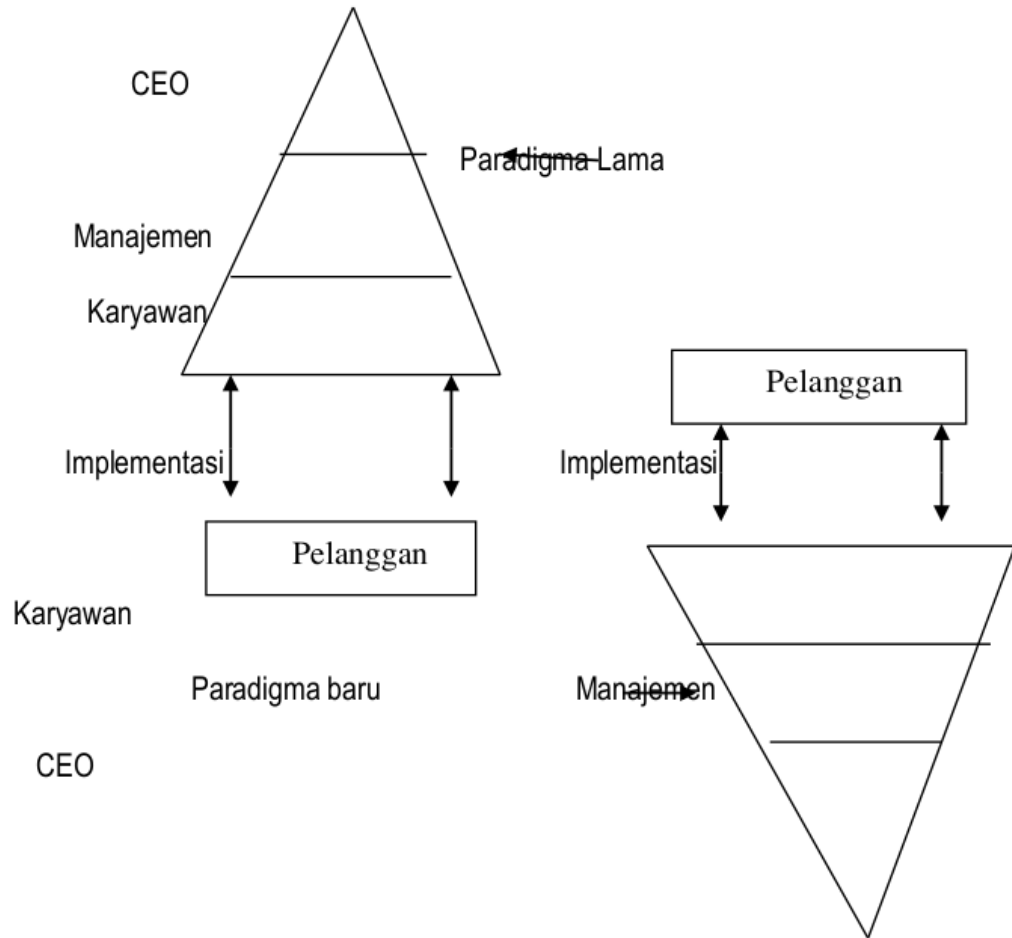 CEO
Paradigma Lama
Manajemen
Karyawan
Pelanggan
Implementasi
Implementasi
Pelanggan
Karyawan
Paradigma baru
Manajemen
CEO